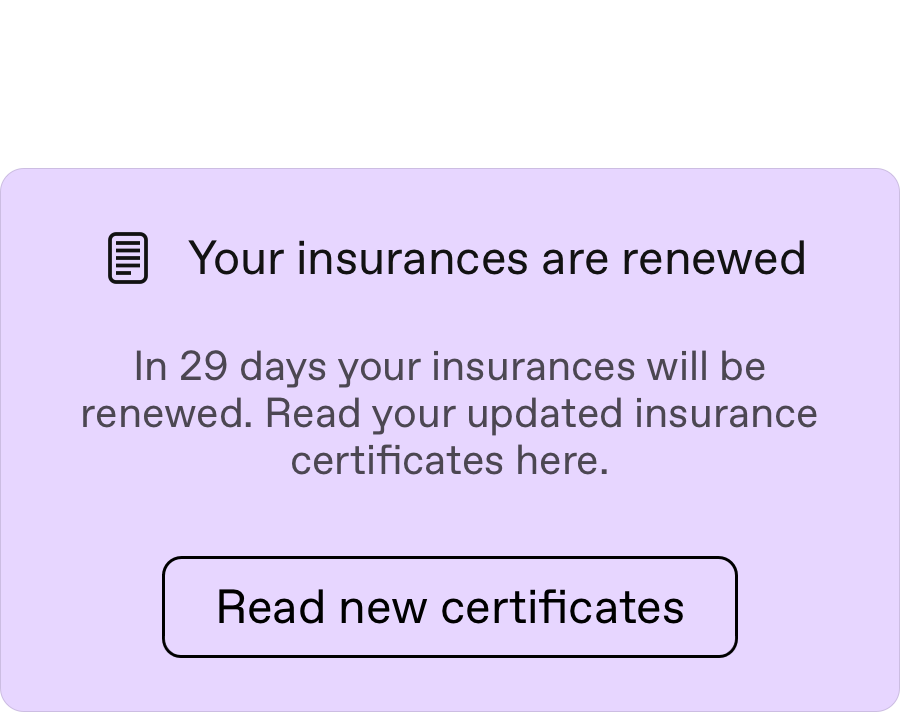 Your insurances are renewed
In 29 days your insurances will be
renewed. Read your updated insurance
certificates here.
Read new certificates